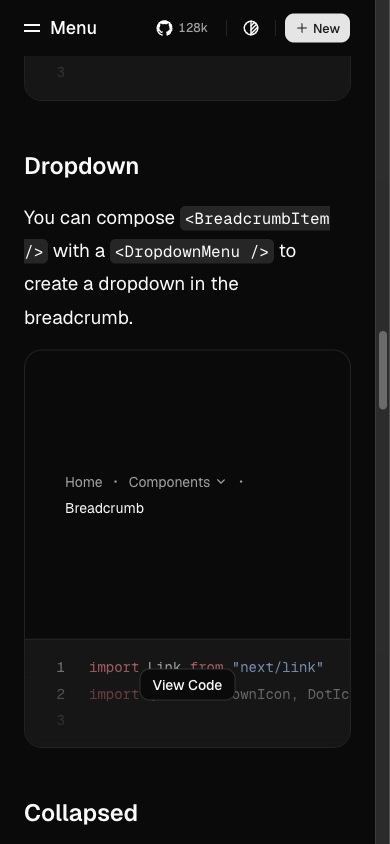 Menu 128k + New
3
Dropdown
You can compose <BreadcrumbItem
/> with a <DropdownMenu /> to
create a dropdown in the
breadcrumb.
Home · Components ·
Breadcrumb
1 import Link from "next/link"
2 import DotIc
View Code
3
Collapsed